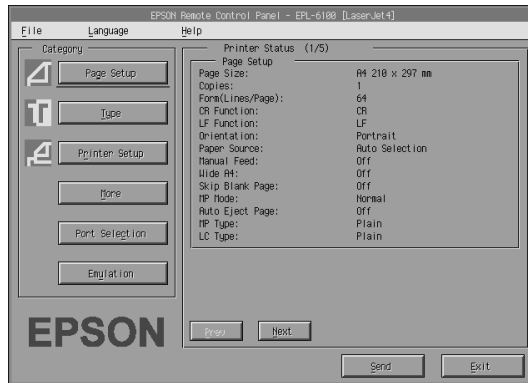 EPSON Remote Control Panel - EPL-6100 [LaserJet4]
File Language Help
Category
Page Setup
Type
Printer Setup
More
Port Selection
Emulation
EPSON
Printer Status (1/5)
Page Setup
Page Size: A4 210 x 297 mm
Copies: 1
Form(Lines/Page): 64
CR Function: CR
LF Function: LF
Orientation: Portrait
Paper Source: Auto Selection
Manual Feed: Off
Wide A4: Off
Skip Blank Page: Off
MP Mode: Normal
Auto Eject Page: Off
MP Type: Plain
LC Type: Plain
Prev Next
Send Exit